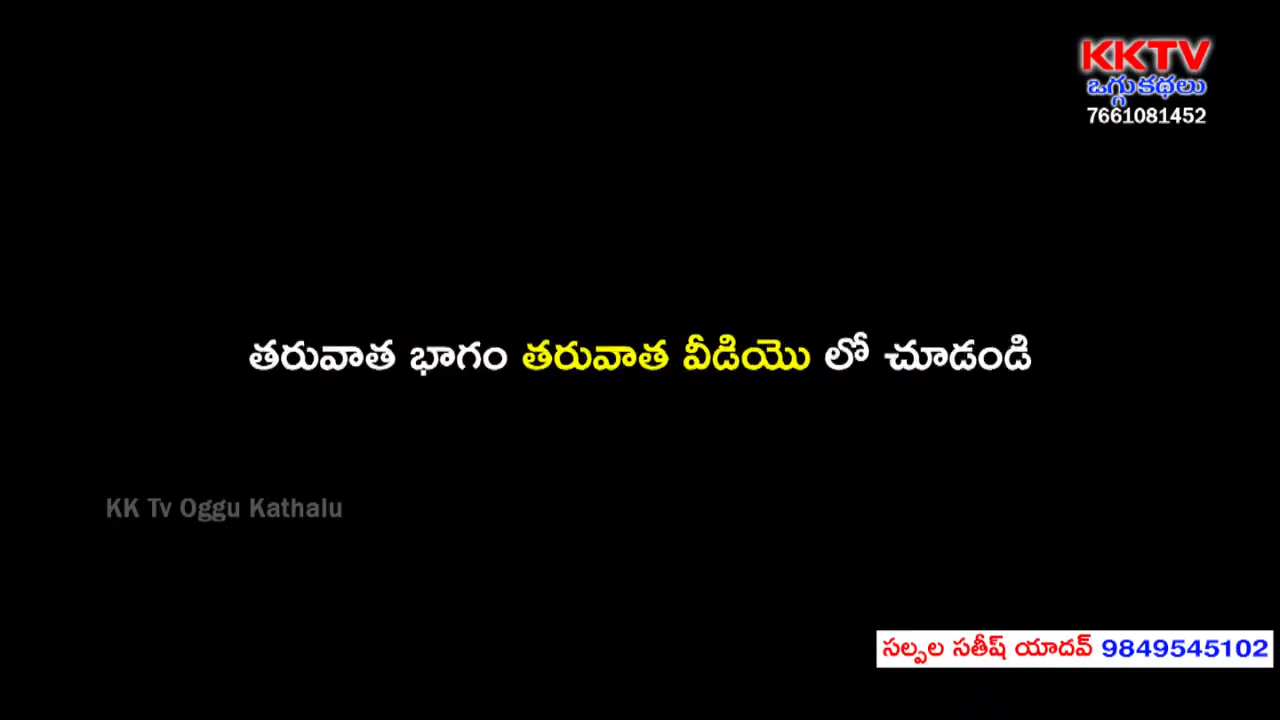 KKTV
ఒగ్గుకథలు
7661081452
తరువాత భాగం తరువాత వీడియొ లో చూడండి
KK Tv Oggu Kathalu
సల్పల సతీష్ యాదవ్ 9849545102